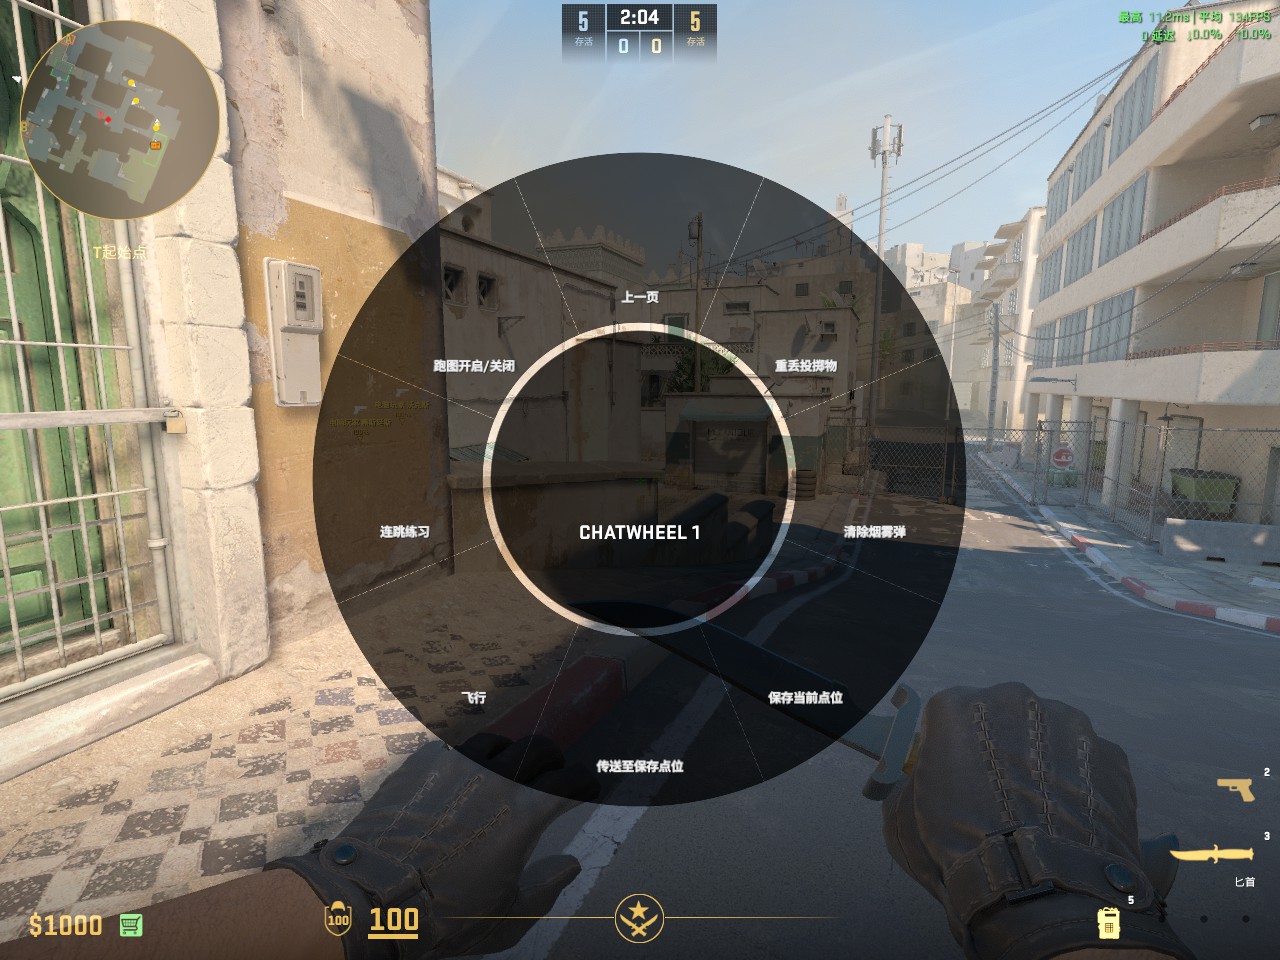 5
2:04
5
存活
0
0
存活
最高 11.2ms | 平均 134FPS
0 延迟 ↓0.0% ↑0.0%
B
T起始点
上一页
跑图开启/关闭
重丢投掷物
连跳练习
CHATWHEEL 1
清除烟雾弹
飞行
保存当前点位
传送至保存点位
2
3
匕首
5
$1000
100
100